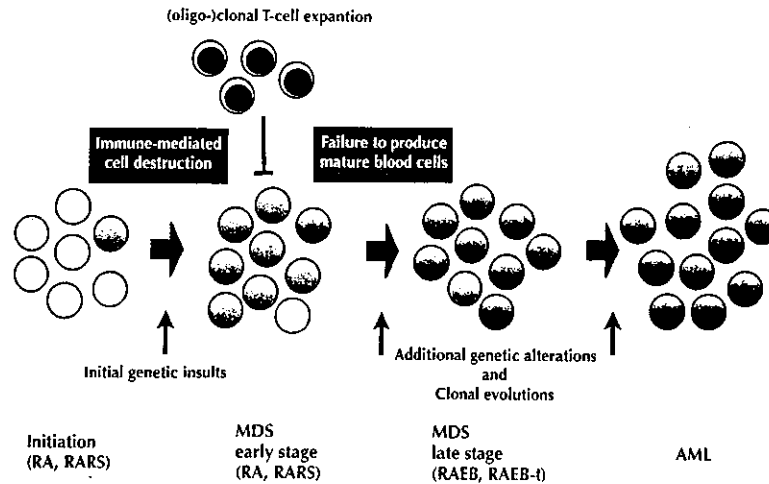 (oligo-)clonal T-cell expantion
Immune-mediated
cell destruction
Failure to produce
mature blood cells
Initial genetic insults
Additional genetic alterations
and
Clonal evolutions
Initiation
(RA, RARS)
MDS
early stage
(RA, RARS)
MDS
late stage
(RAEB, RAEB-t)
AML